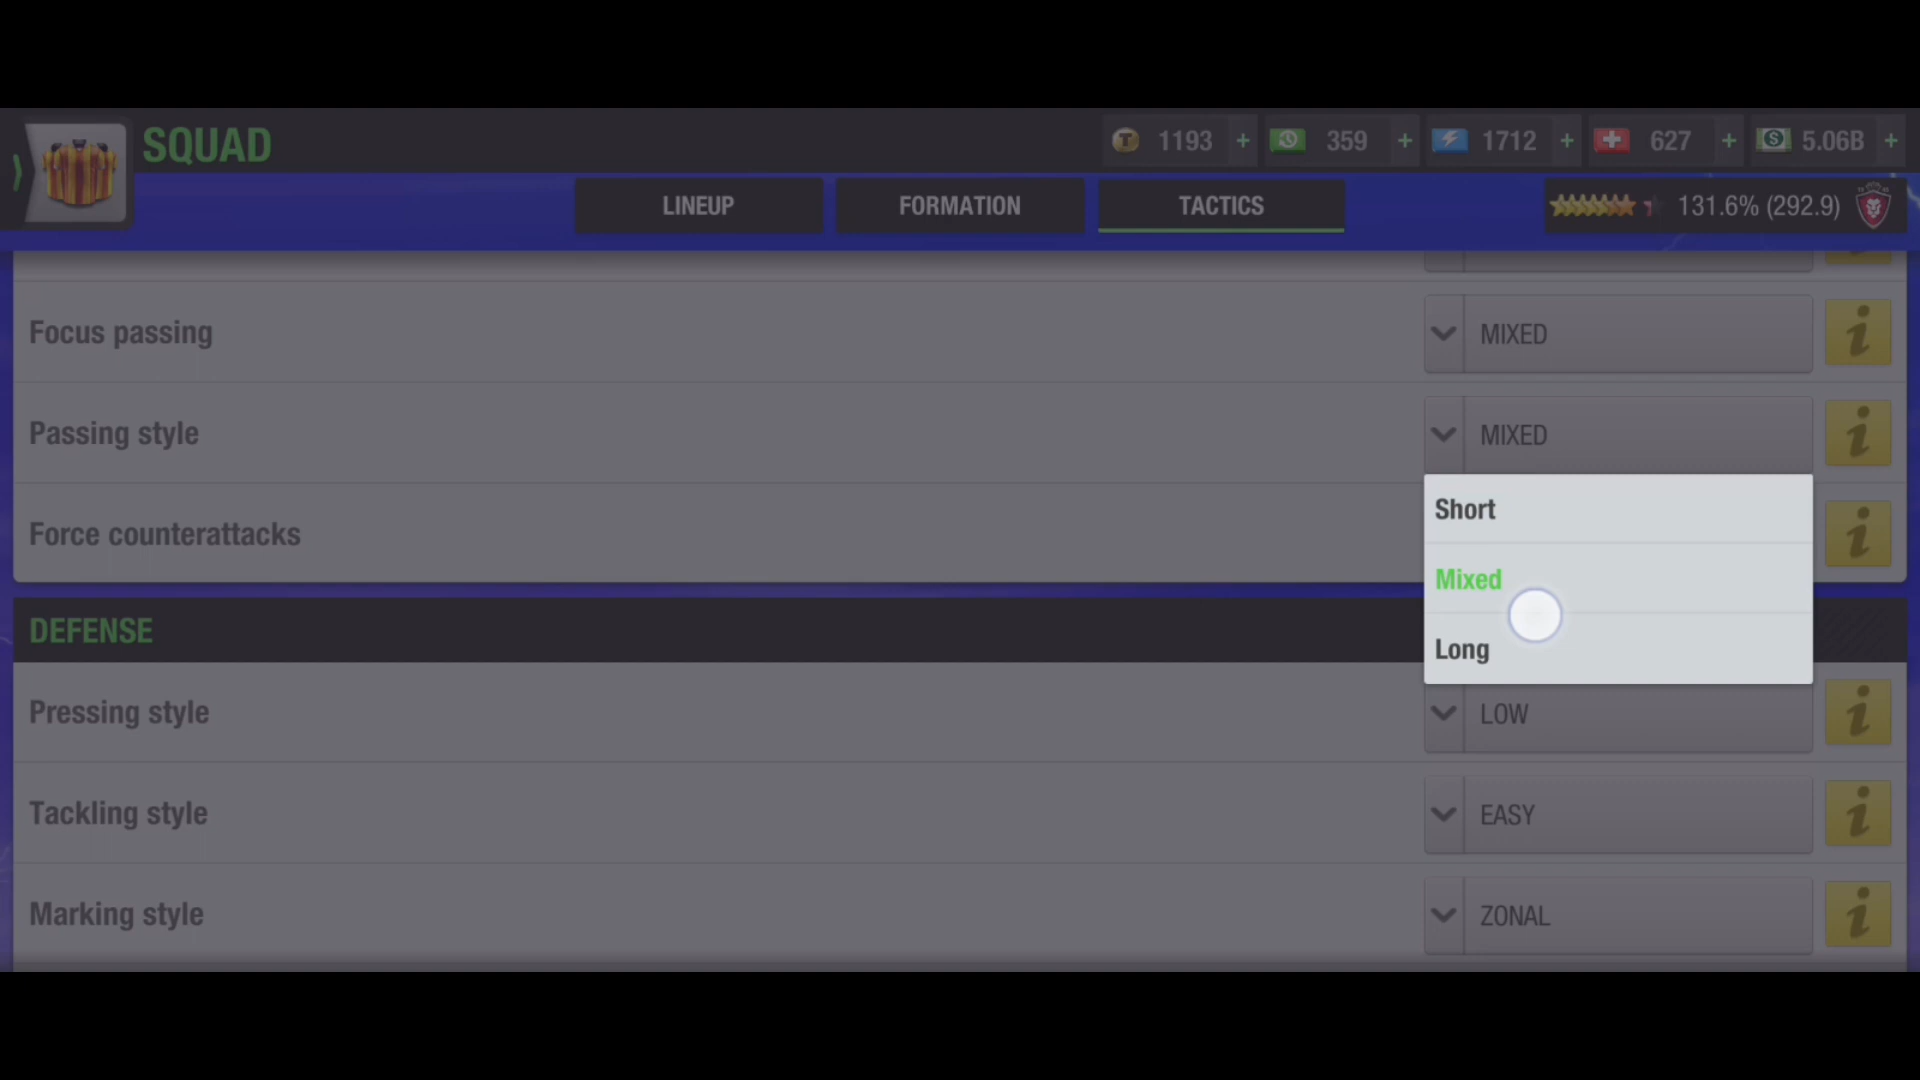 SQUAD
1193 + 359 + 1712 + 627 + 5.06B +
LINEUP
FORMATION
TACTICS
131.6% (292.9)
Focus passing
MIXED
Passing style
MIXED
Short
Force counterattacks
Mixed
DEFENSE
Long
Pressing style
LOW
Tackling style
EASY
Marking style
ZONAL